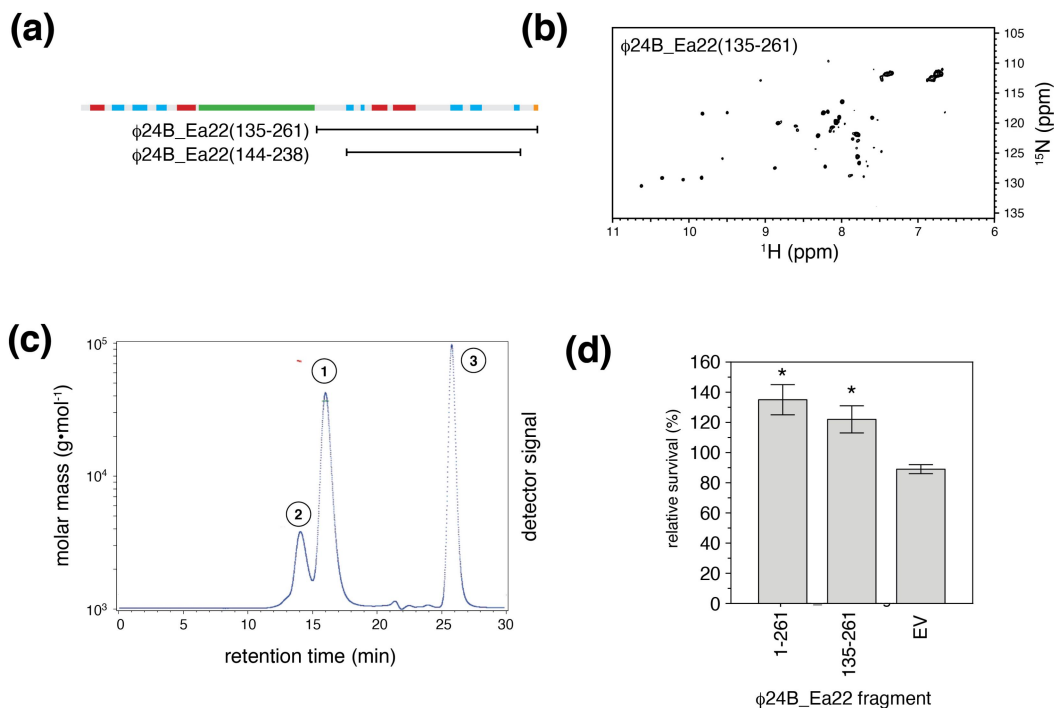 (a)
ϕ24B_Ea22(135-261)
ϕ24B_Ea22(144-238)
(b)
ϕ24B_Ea22(135-261)
105
110
115
120
125
130
135
¹⁵N (ppm)
11
10
9
8
7
6
¹H (ppm)
(c)
10⁵
10⁴
10³
molar mass (g•mol⁻¹)
detector signal
1
2
3
0
5
10
15
20
25
30
retention time (min)
(d)
160
140
120
100
80
60
40
20
0
relative survival (%)
*
*
1-261
135-261
EV
ϕ24B_Ea22 fragment